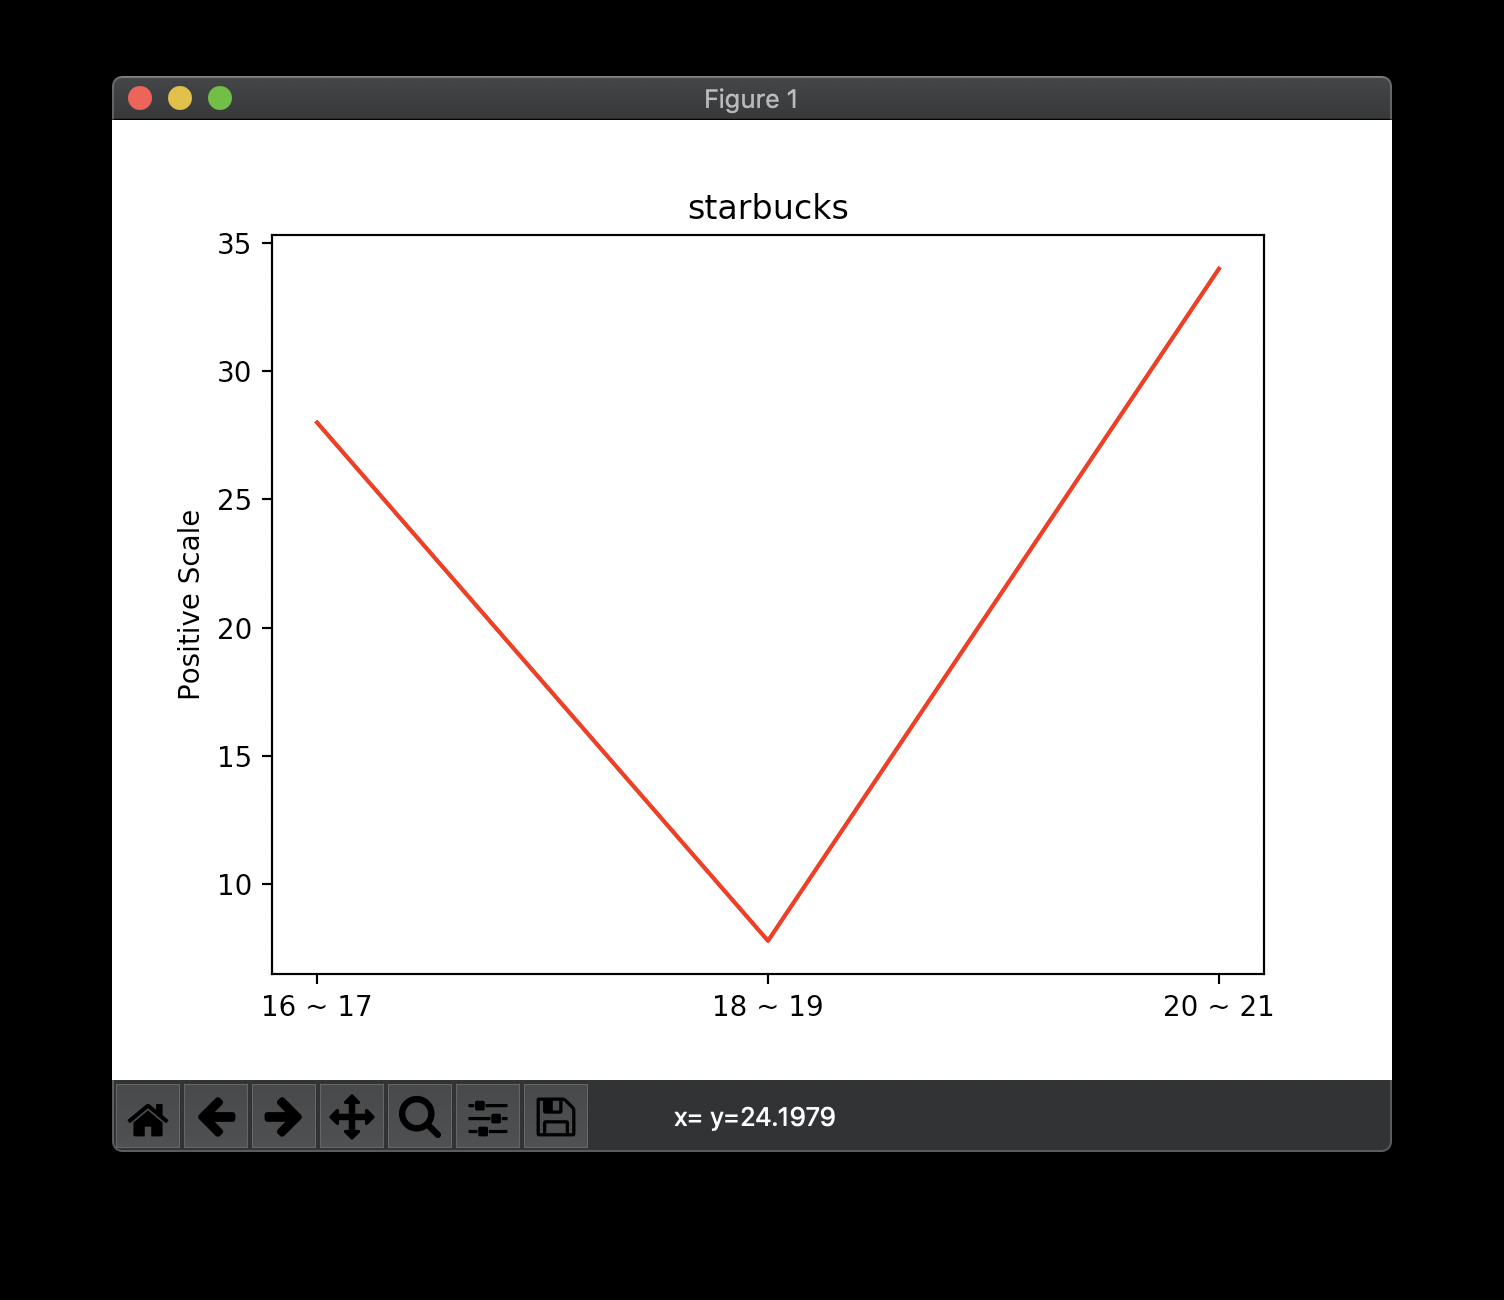 Figure 1
starbucks
35
30
25
20
15
10
Positive Scale
16 ~ 17
18 ~ 19
20 ~ 21
x= y=24.1979